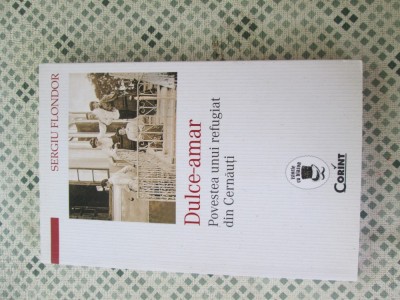 SERGIU FLONDOR
Dulce-amar
Povestea unui refugiat
din Cernăuți
CORINT